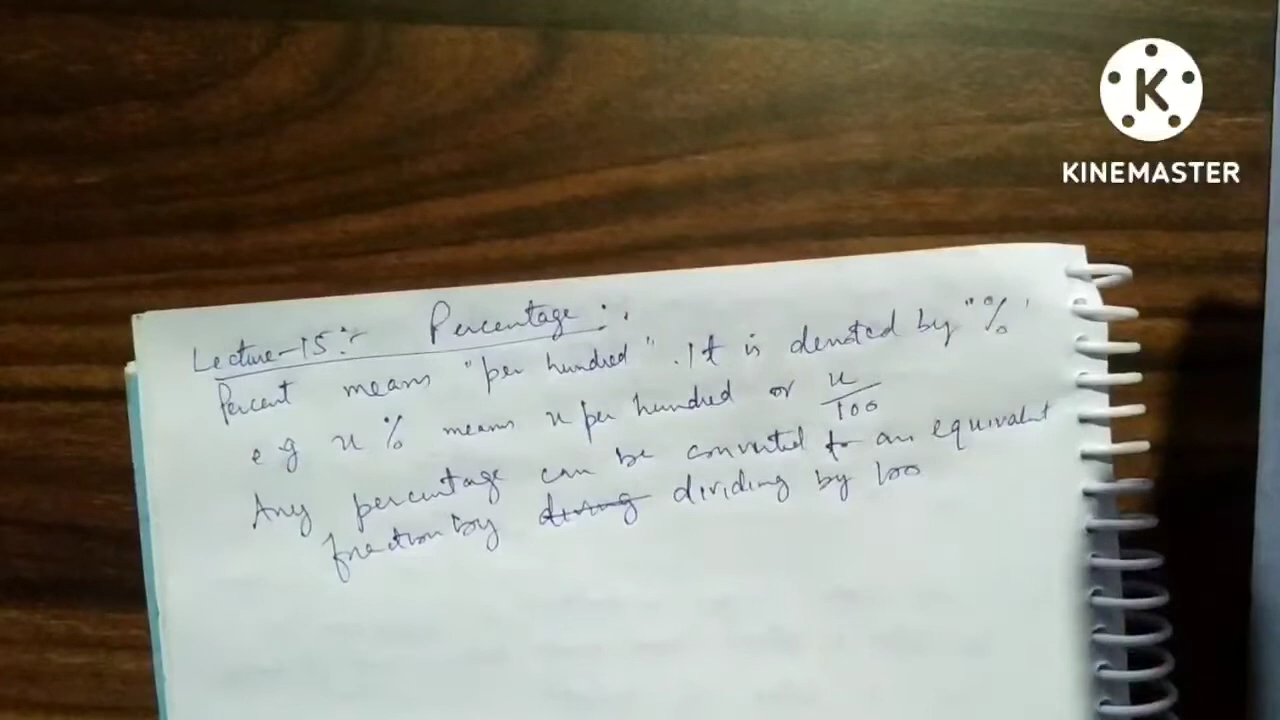 K
KINEMASTER
Lecture-15:- Percentage:.
Percent means "per hundred". It is denoted by "%'
e g x % means x per hundred or x/100
Any percentage can be converted to an equivalent
fraction by diving dividing by 100